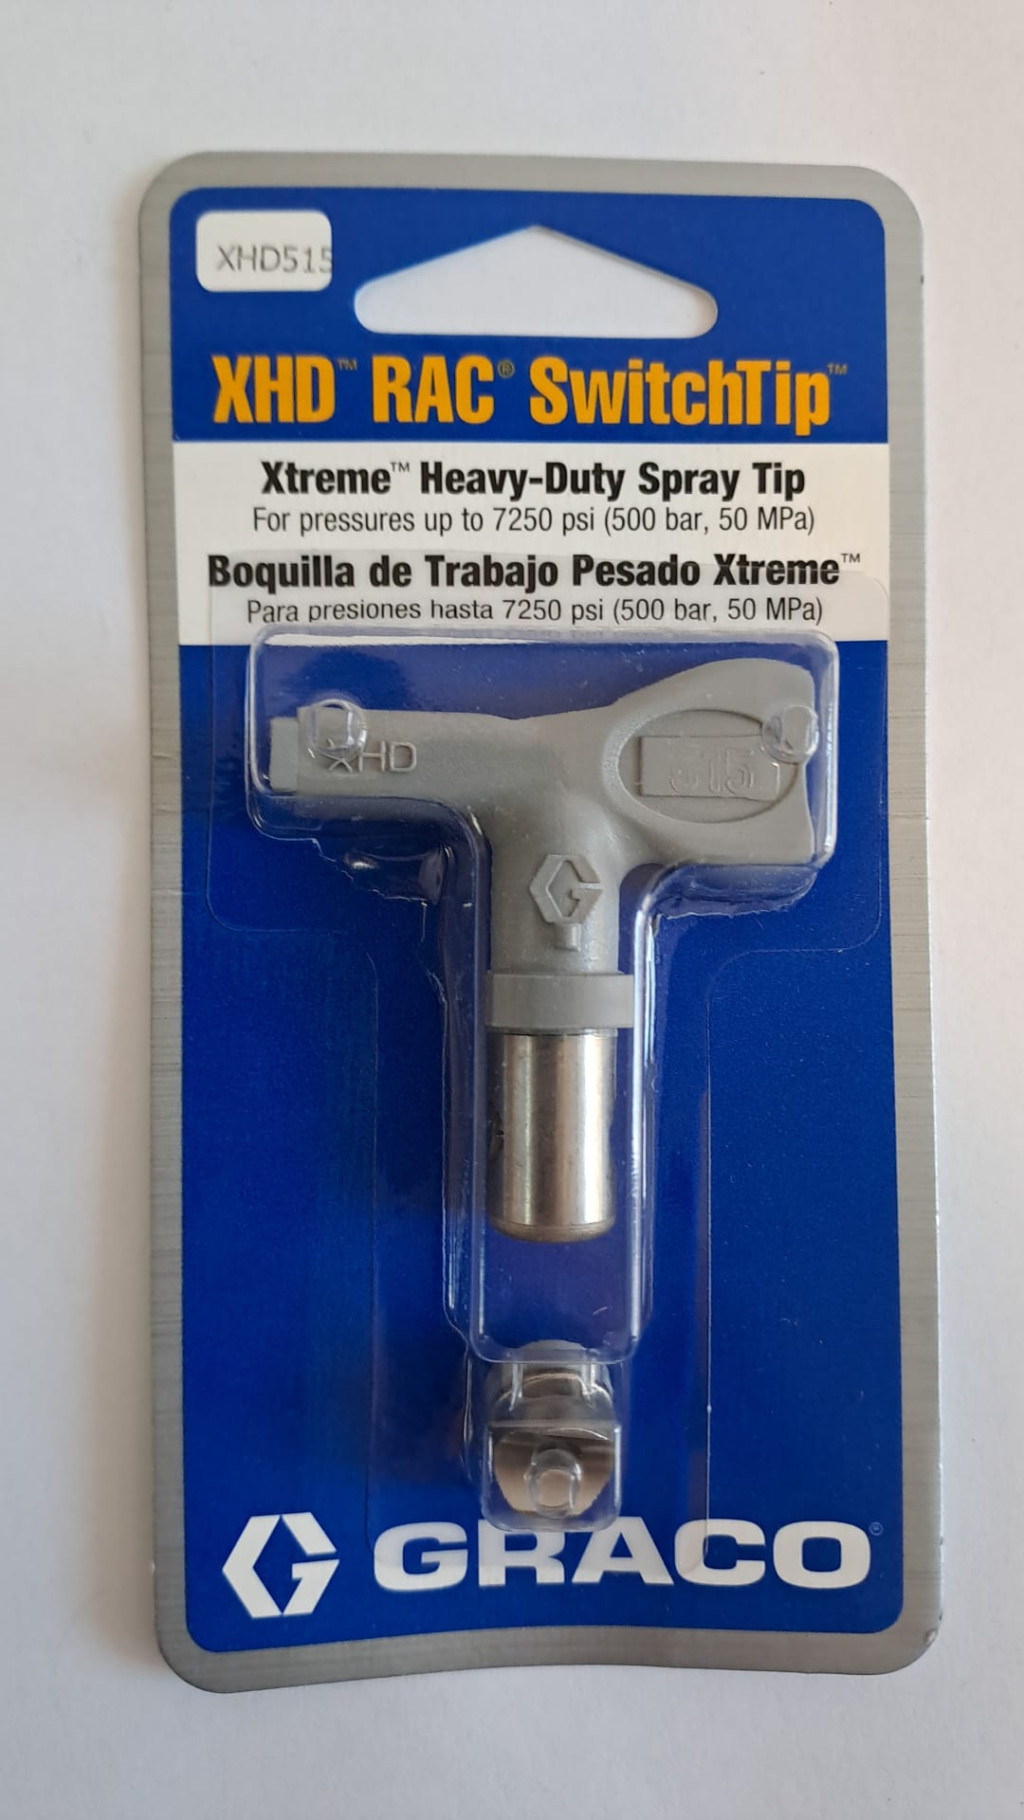 XHD515
XHD™ RAC® SwitchTip™
Xtreme™ Heavy-Duty Spray Tip
For pressures up to 7250 psi (500 bar, 50 MPa)
Boquilla de Trabajo Pesado Xtreme™
Para presiones hasta 7250 psi (500 bar, 50 MPa)
XHD
515
G
G GRACO®